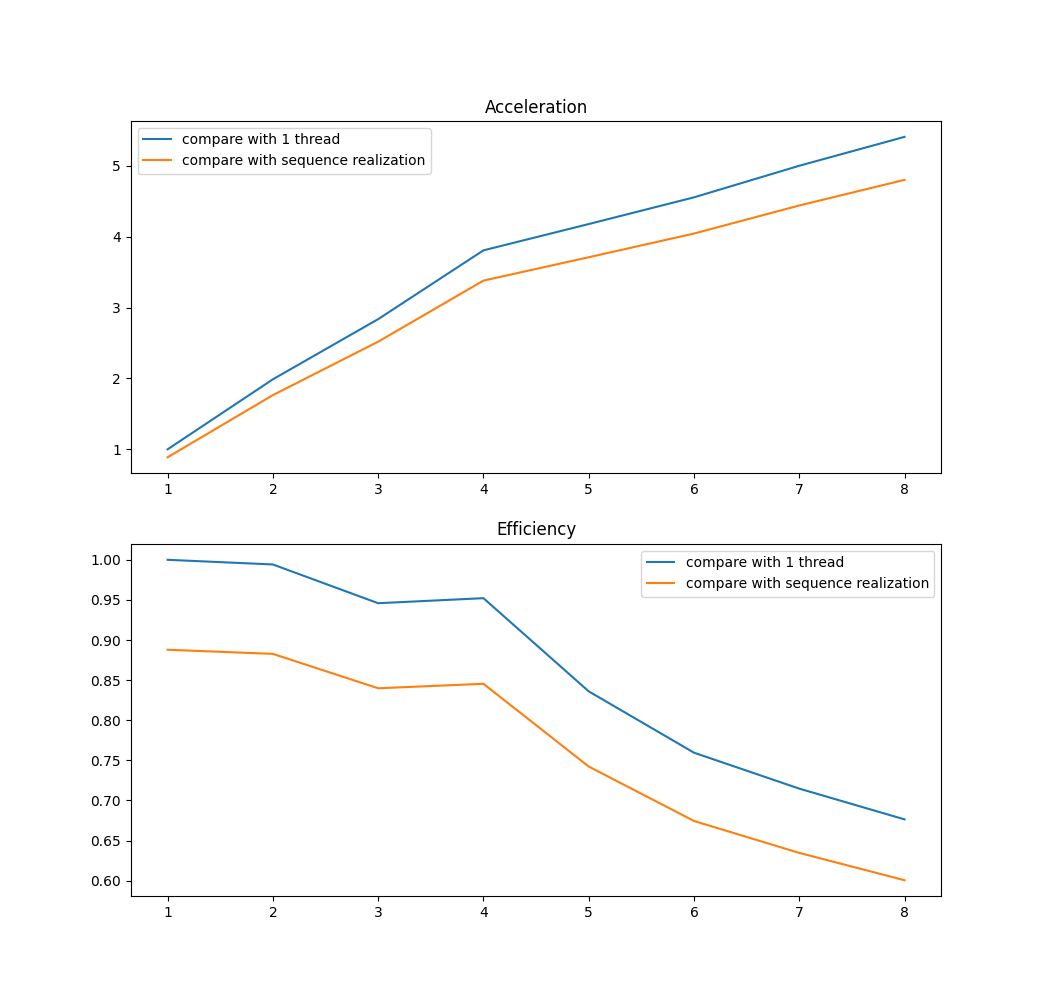 Acceleration
compare with 1 thread
compare with sequence realization
5
4
3
2
1
1 2 3 4 5 6 7 8
Efficiency
compare with 1 thread
compare with sequence realization
1.00
0.95
0.90
0.85
0.80
0.75
0.70
0.65
0.60
1 2 3 4 5 6 7 8